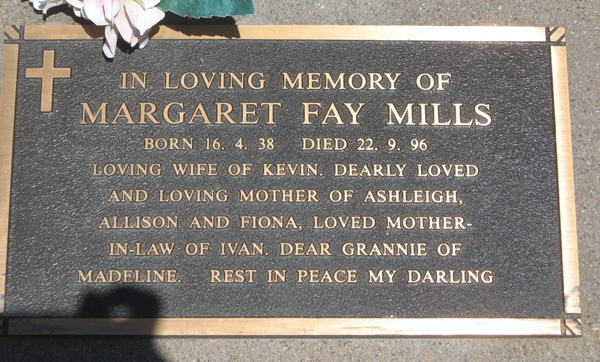 IN LOVING MEMORY OF
MARGARET FAY MILLS
BORN 16. 4. 38 DIED 22. 9. 96
LOVING WIFE OF KEVIN. DEARLY LOVED
AND LOVING MOTHER OF ASHLEIGH,
ALLISON AND FIONA, LOVED MOTHER-
IN-LAW OF IVAN. DEAR GRANNIE OF
MADELINE. REST IN PEACE MY DARLING